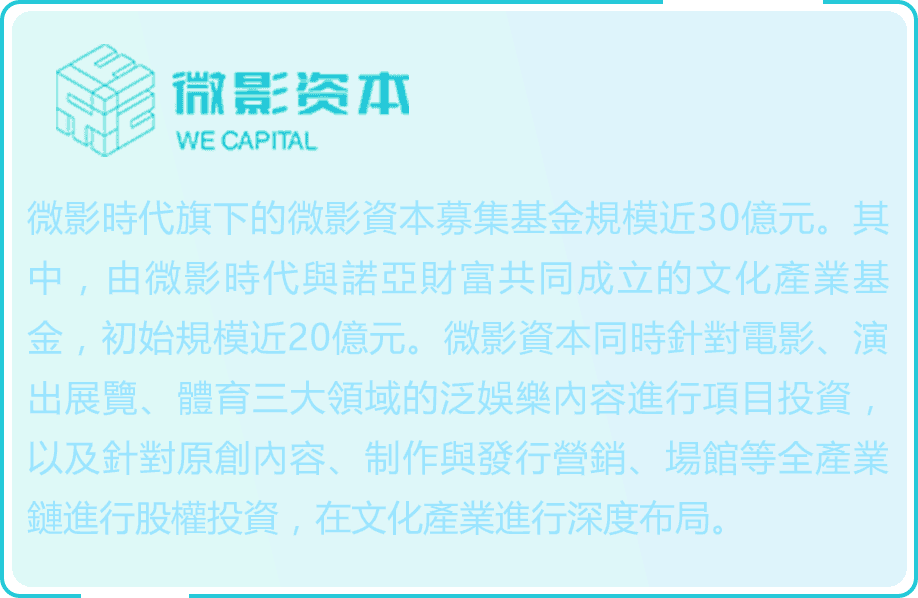 微影资本
WE CAPITAL
微影時代旗下的微影資本募集基金規模近30億元。其
中，由微影時代與諾亞財富共同成立的文化產業基
金，初始規模近20億元。微影資本同時針對電影、演
出展覽、體育三大領域的泛娛樂內容進行項目投資，
以及針對原創內容、制作與發行營銷、場館等全產業
鏈進行股權投資，在文化產業進行深度布局。